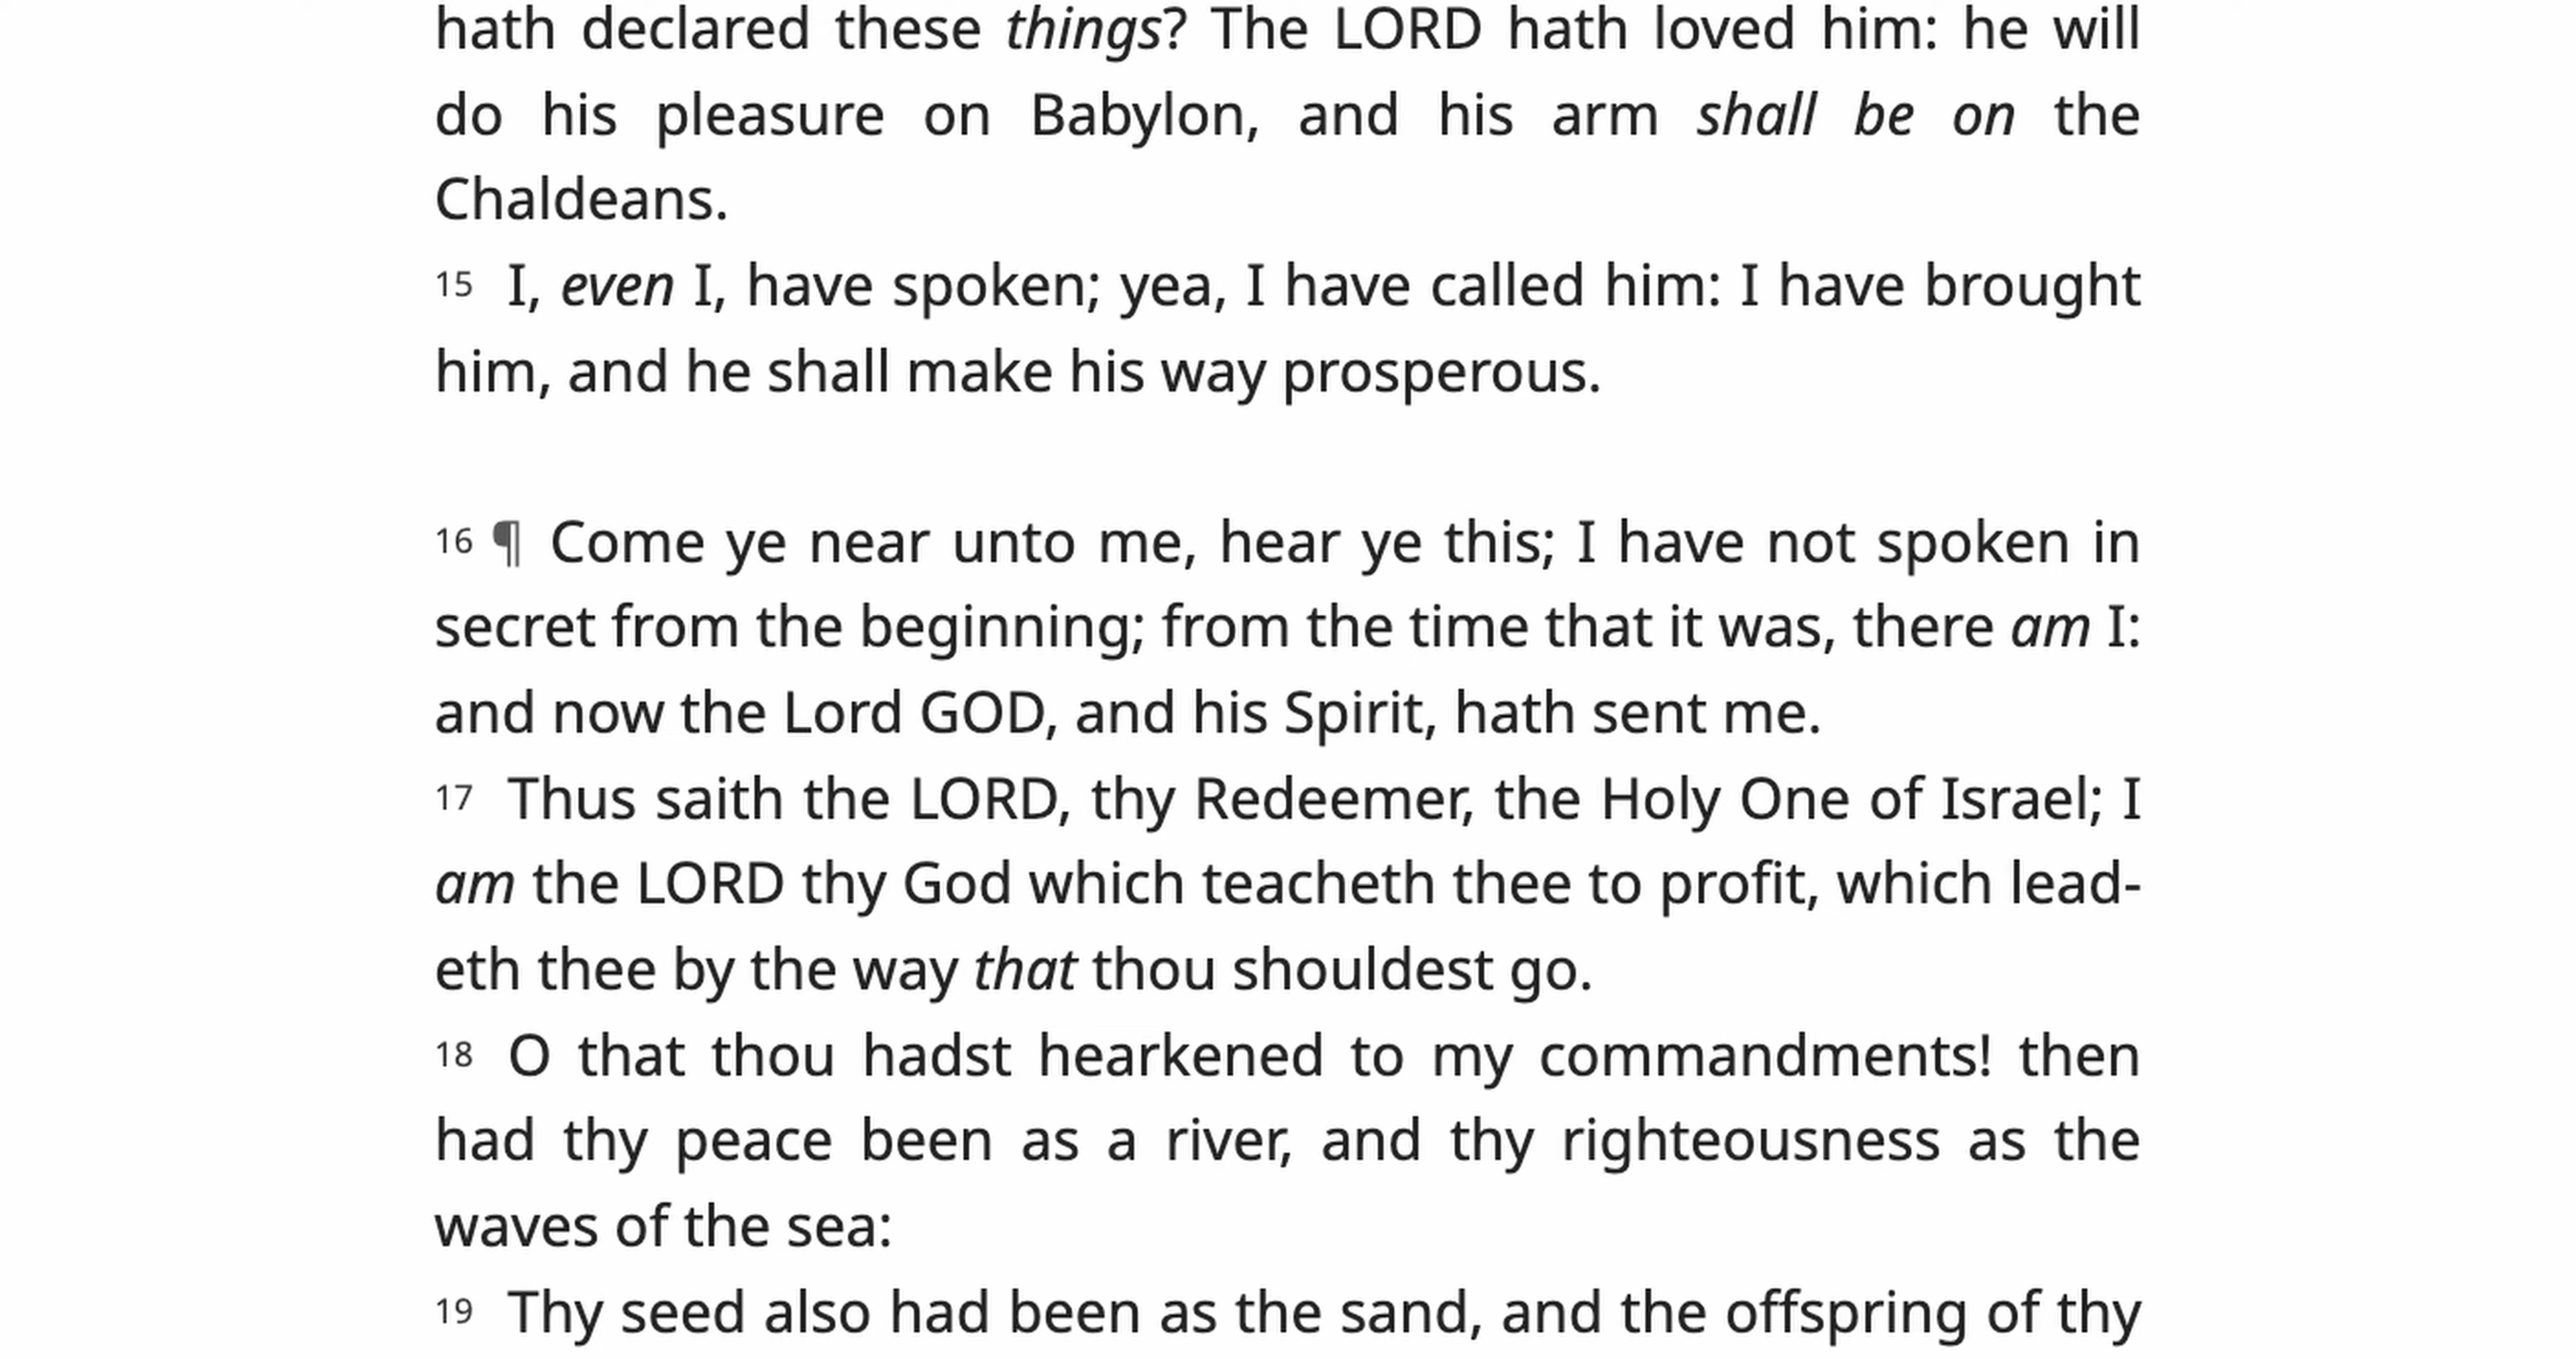 hath declared these things? The LORD hath loved him: he will
do his pleasure on Babylon, and his arm shall be on the
Chaldeans.
15 I, even I, have spoken; yea, I have called him: I have brought
him, and he shall make his way prosperous.
16 ¶ Come ye near unto me, hear ye this; I have not spoken in
secret from the beginning; from the time that it was, there am I:
and now the Lord GOD, and his Spirit, hath sent me.
17 Thus saith the LORD, thy Redeemer, the Holy One of Israel; I
am the LORD thy God which teacheth thee to profit, which lead-
eth thee by the way that thou shouldest go.
18 O that thou hadst hearkened to my commandments! then
had thy peace been as a river, and thy righteousness as the
waves of the sea:
19 Thy seed also had been as the sand, and the offspring of thy